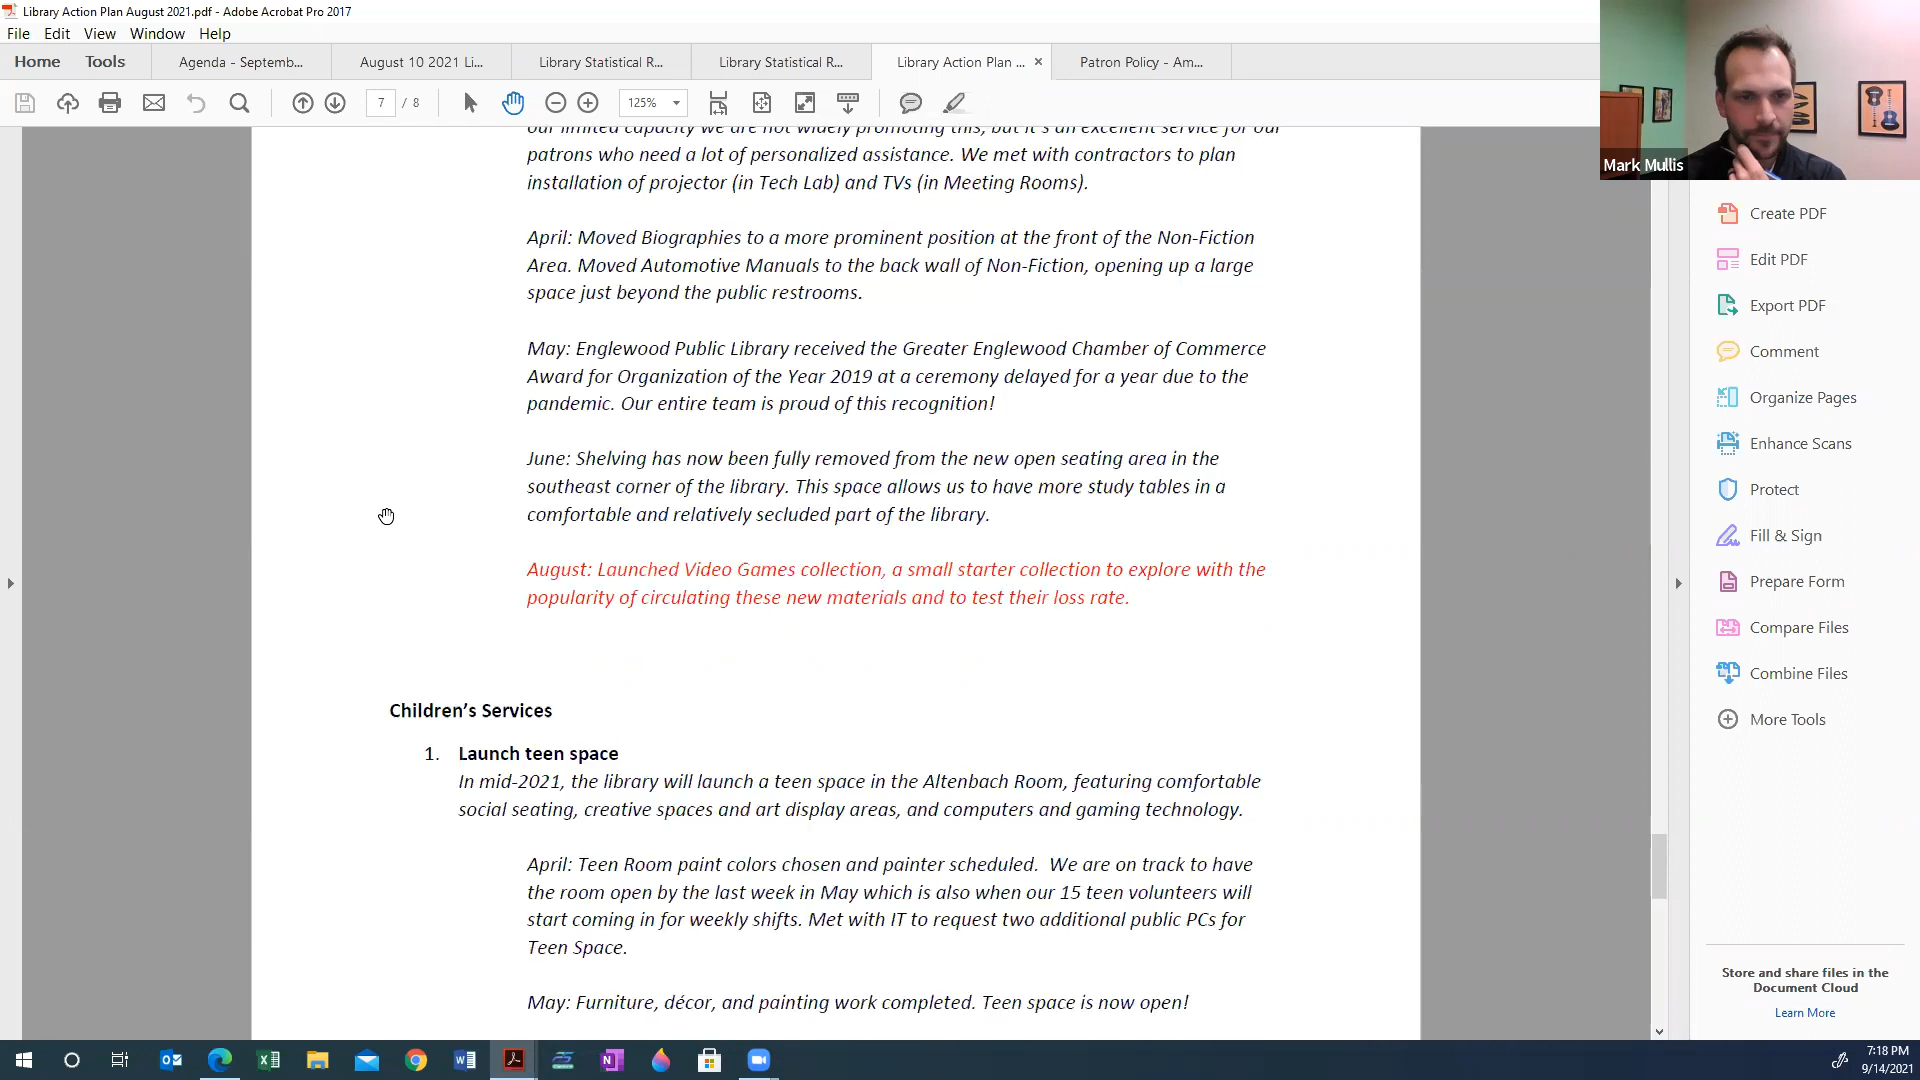 Library Action Plan August 2021.pdf - Adobe Acrobat Pro 2017
File Edit View Window Help
Home Tools Agenda - Septemb... August 10 2021 Li... Library Statistical R... Library Statistical R... Library Action Plan ... × Patron Policy - Am...
7 / 8 125%
our limited capacity we are not widely promoting this, but it's an excellent service for our
patrons who need a lot of personalized assistance. We met with contractors to plan
installation of projector (in Tech Lab) and TVs (in Meeting Rooms).
April: Moved Biographies to a more prominent position at the front of the Non-Fiction
Area. Moved Automotive Manuals to the back wall of Non-Fiction, opening up a large
space just beyond the public restrooms.
May: Englewood Public Library received the Greater Englewood Chamber of Commerce
Award for Organization of the Year 2019 at a ceremony delayed for a year due to the
pandemic. Our entire team is proud of this recognition!
June: Shelving has now been fully removed from the new open seating area in the
southeast corner of the library. This space allows us to have more study tables in a
comfortable and relatively secluded part of the library.
August: Launched Video Games collection, a small starter collection to explore with the
popularity of circulating these new materials and to test their loss rate.
Children's Services
1. Launch teen space
In mid-2021, the library will launch a teen space in the Altenbach Room, featuring comfortable
social seating, creative spaces and art display areas, and computers and gaming technology.
April: Teen Room paint colors chosen and painter scheduled. We are on track to have
the room open by the last week in May which is also when our 15 teen volunteers will
start coming in for weekly shifts. Met with IT to request two additional public PCs for
Teen Space.
May: Furniture, décor, and painting work completed. Teen space is now open!
Mark Mullis
Create PDF
Edit PDF
Export PDF
Comment
Organize Pages
Enhance Scans
Protect
Fill & Sign
Prepare Form
Compare Files
Combine Files
More Tools
Store and share files in the
Document Cloud
Learn More
7:18 PM
9/14/2021